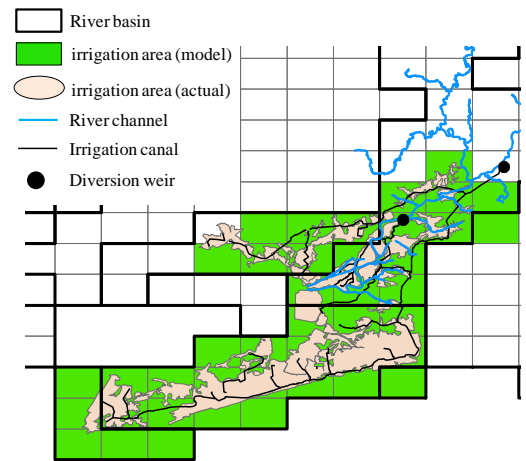 River basin
irrigation area (model)
irrigation area (actual)
River channel
Irrigation canal
Diversion weir